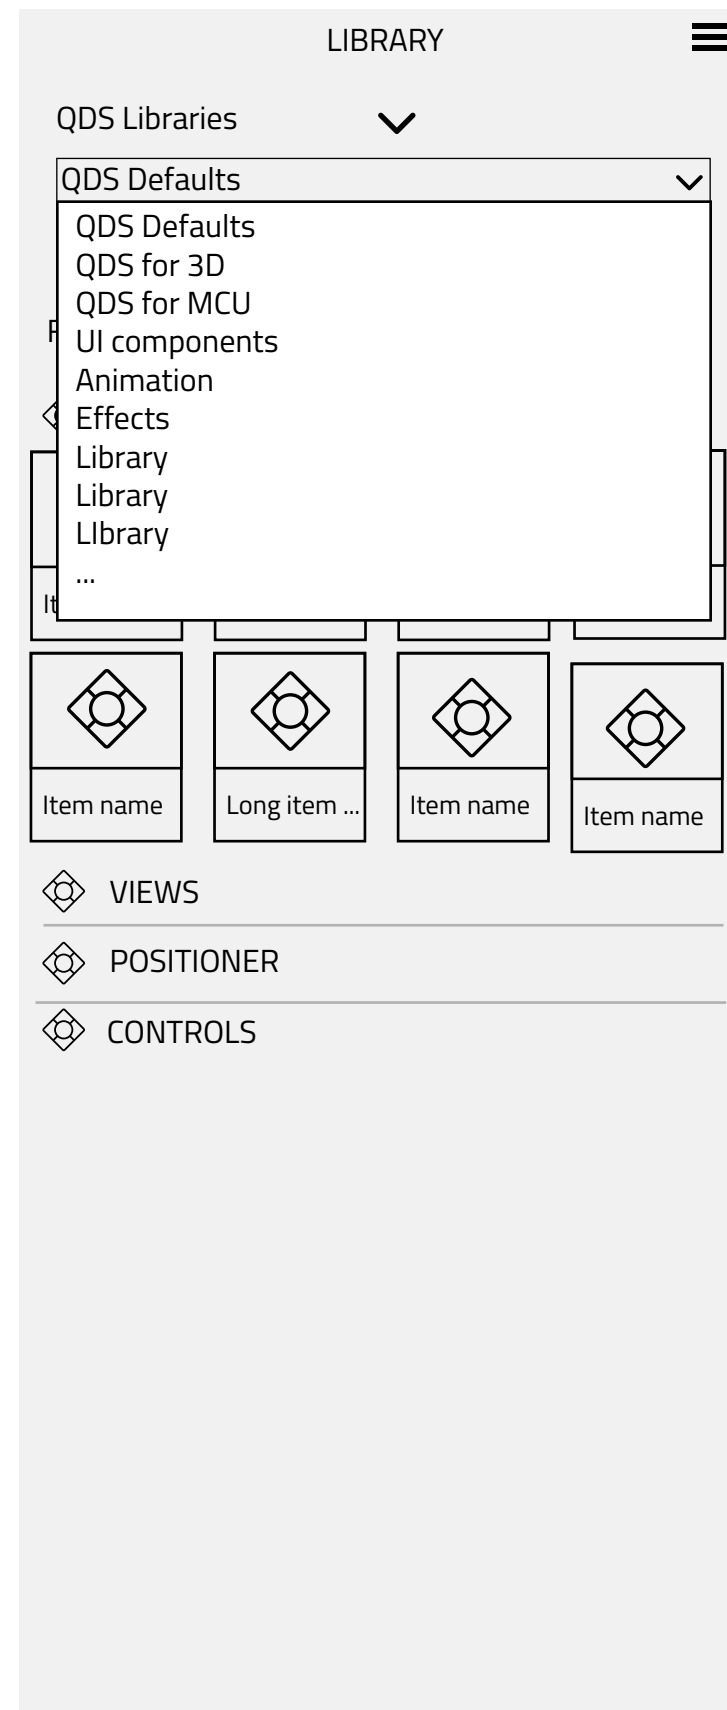 LIBRARY
QDS Libraries
QDS Defaults
QDS Defaults
QDS for 3D
QDS for MCU
UI components
Animation
Effects
Library
Library
LIbrary
...
Item name
Long item ...
Item name
Item name
VIEWS
POSITIONER
CONTROLS